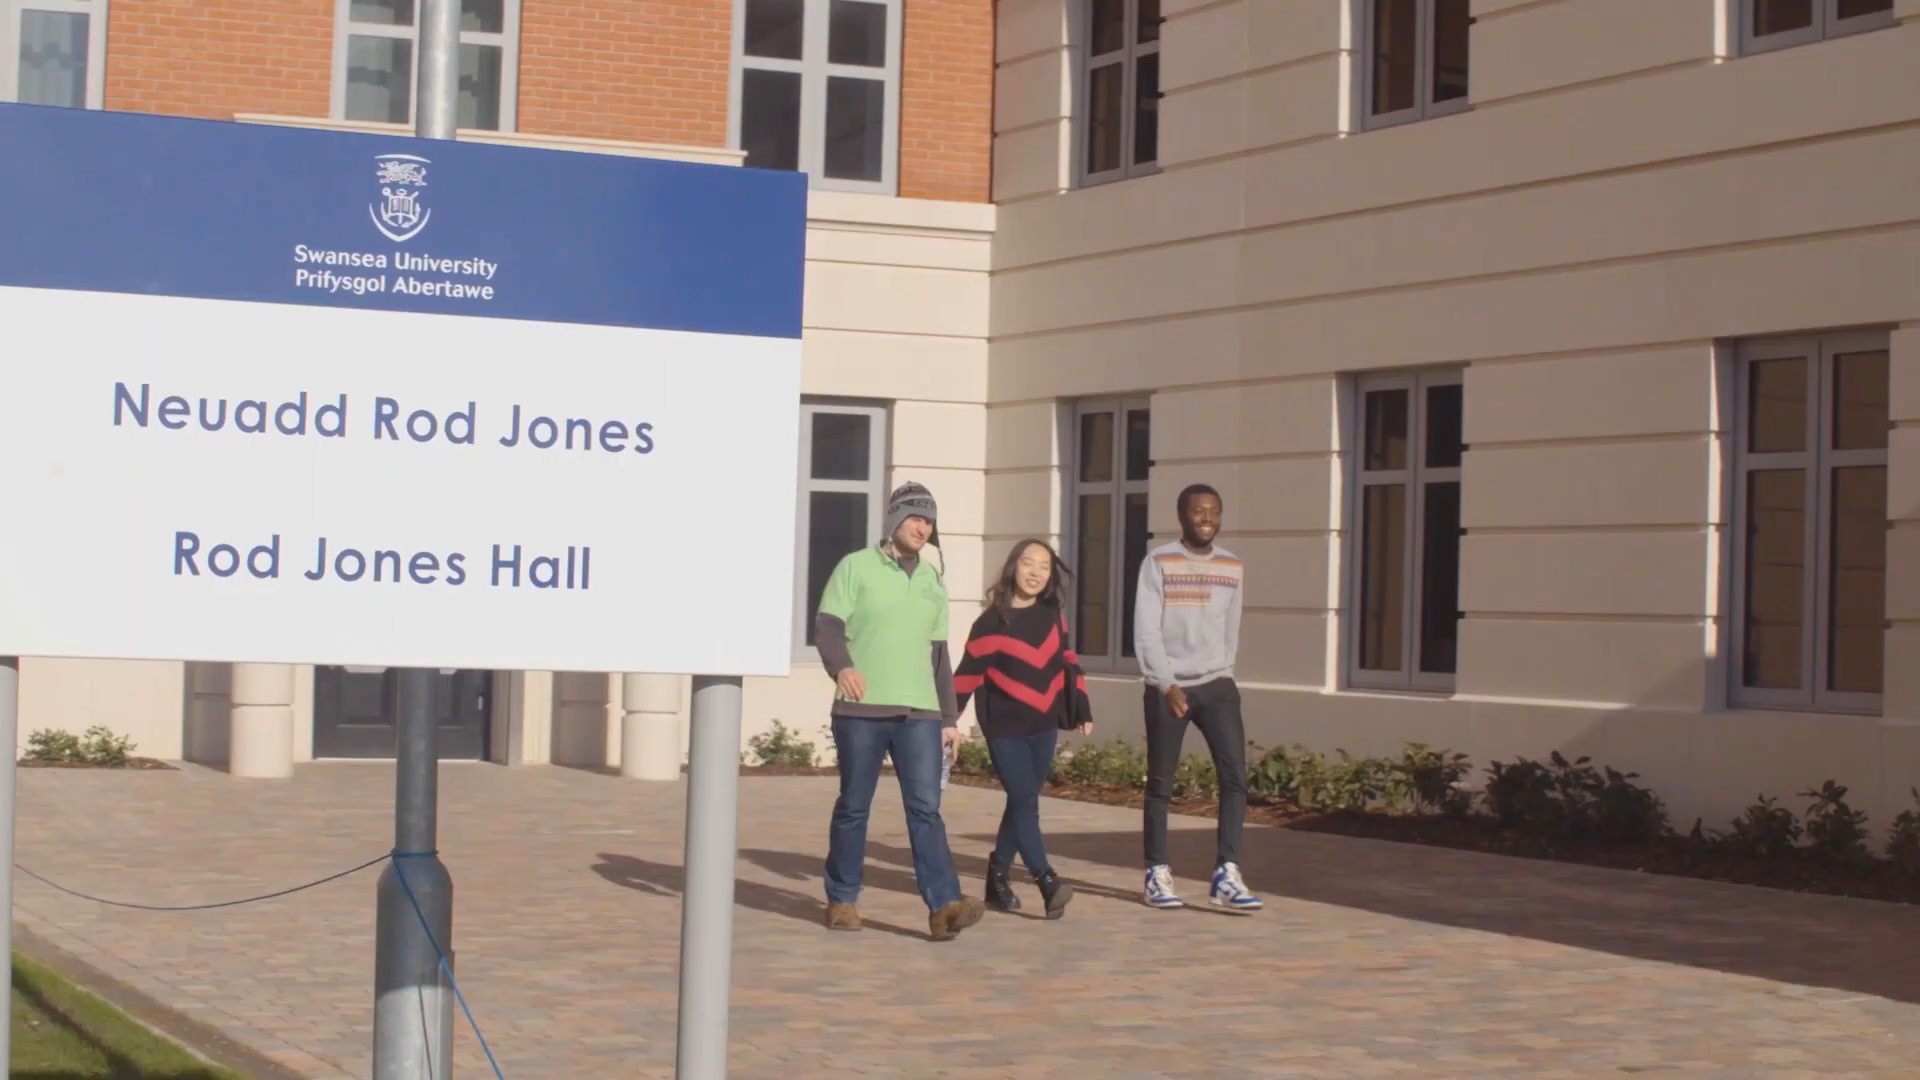 Swansea University
Prifysgol Abertawe
Neuadd Rod Jones
Rod Jones Hall